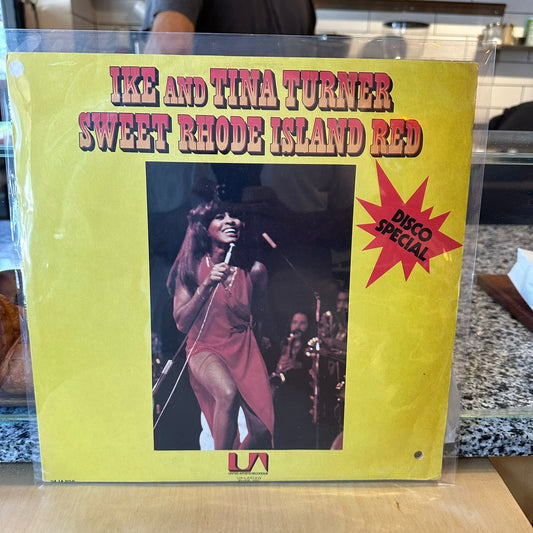 IKE AND TINA TURNER
SWEET RHODE ISLAND RED
DISCO
SPECIAL
UA